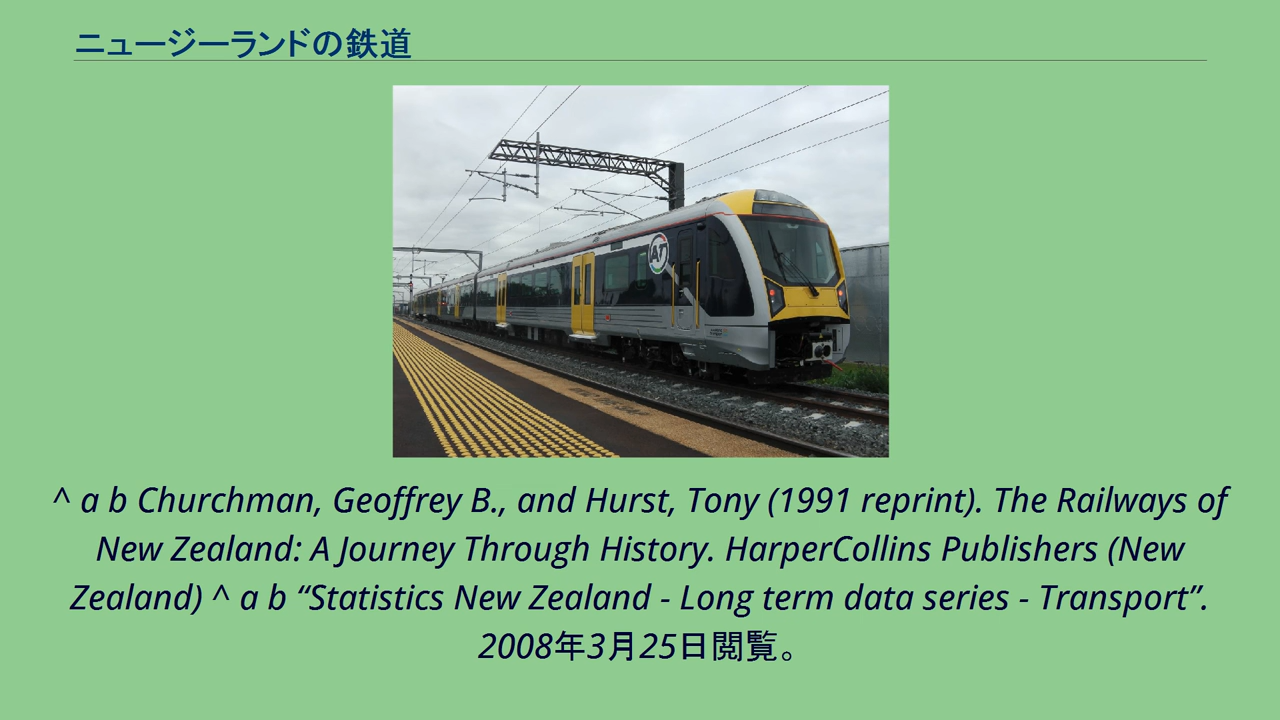 ニュージーランドの鉄道
AT
^ a b Churchman, Geoffrey B., and Hurst, Tony (1991 reprint). The Railways of
New Zealand: A Journey Through History. HarperCollins Publishers (New
Zealand) ^ a b “Statistics New Zealand - Long term data series - Transport”.
2008年3月25日閲覧。